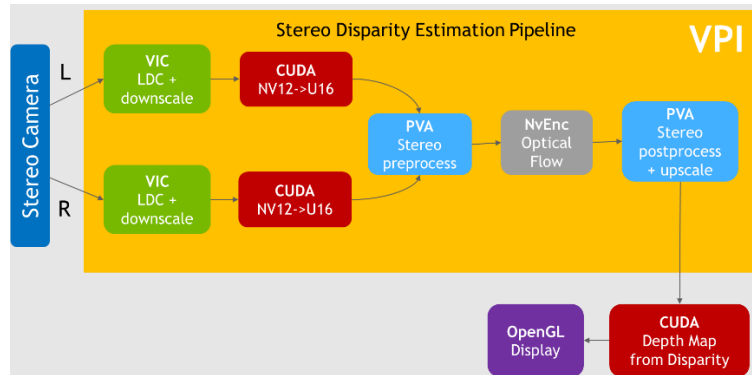 Stereo Disparity Estimation Pipeline
VPI
Stereo Camera
L
R
VIC
LDC +
downscale
CUDA
NV12->U16
VIC
LDC +
downscale
CUDA
NV12->U16
PVA
Stereo
preprocess
NvEnc
Optical
Flow
PVA
Stereo
postprocess
+ upscale
OpenGL
Display
CUDA
Depth Map
from Disparity